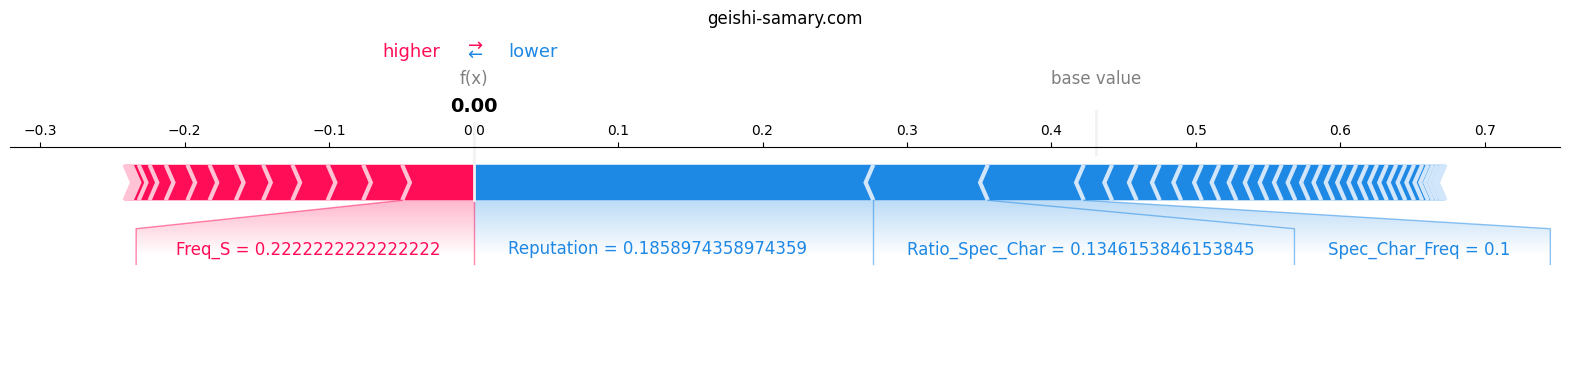 geishi-samary.com
higher ⇄ lower
f(x) base value
0.00
−0.3 −0.2 −0.1 0.0 0.1 0.2 0.3 0.4 0.5 0.6 0.7
Freq_S = 0.2222222222222222 Reputation = 0.1858974358974359 Ratio_Spec_Char = 0.1346153846153845 Spec_Char_Freq = 0.1